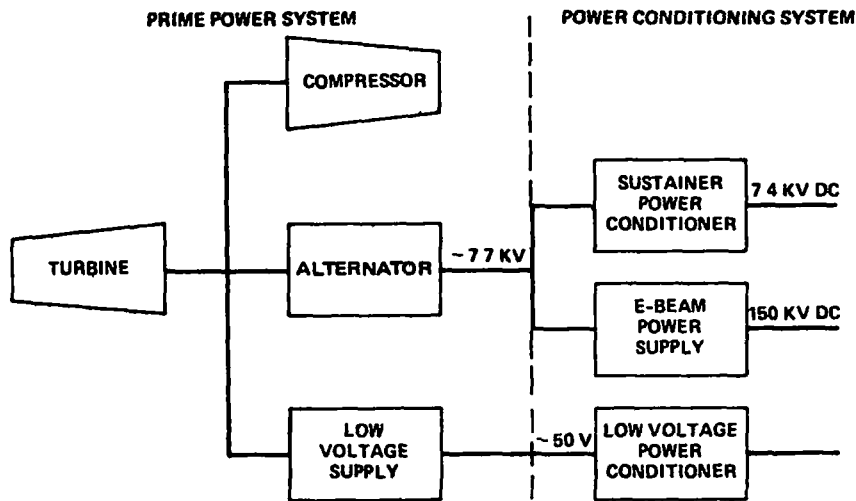 PRIME POWER SYSTEM
POWER CONDITIONING SYSTEM
COMPRESSOR
SUSTAINER
POWER
CONDITIONER
7 4 KV DC
TURBINE
ALTERNATOR
~ 7 7 KV
E-BEAM
POWER
SUPPLY
150 KV DC
LOW
VOLTAGE
SUPPLY
~ 50 V
LOW VOLTAGE
POWER
CONDITIONER